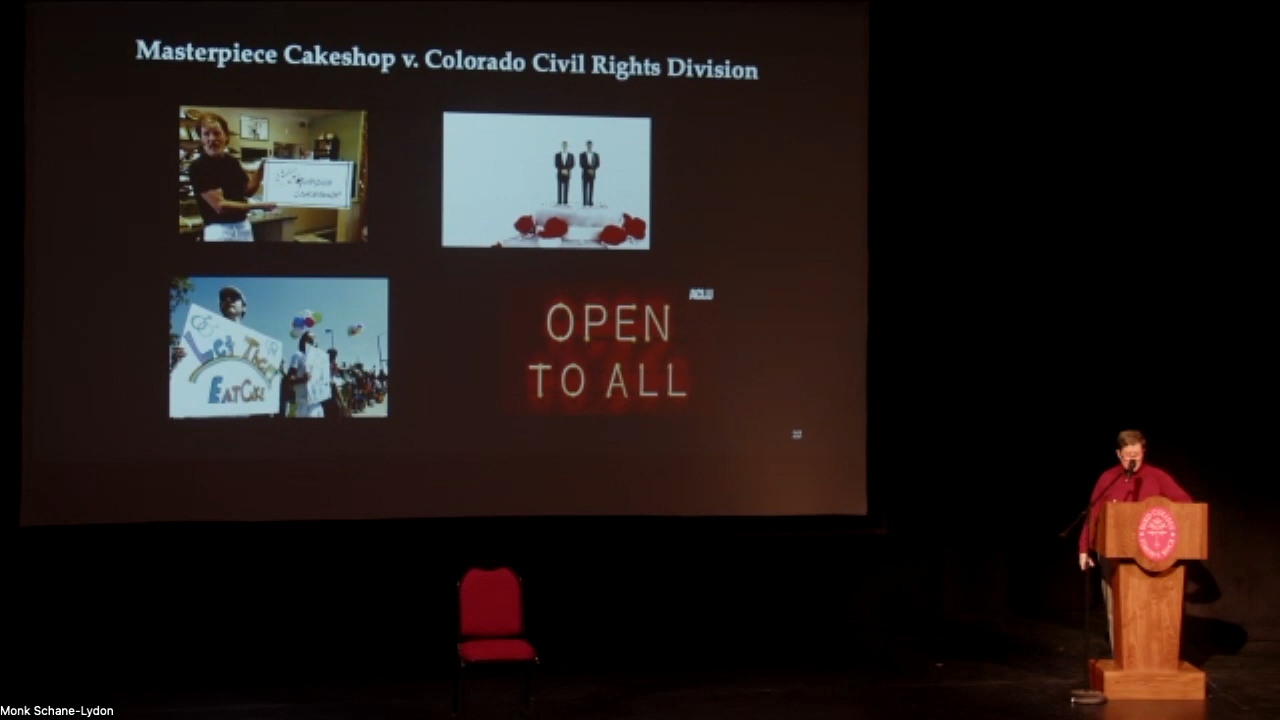 Masterpiece Cakeshop v. Colorado Civil Rights Division
Let Them
Eat Cake
ACLU
OPEN
TO ALL
Monk Schane-Lydon